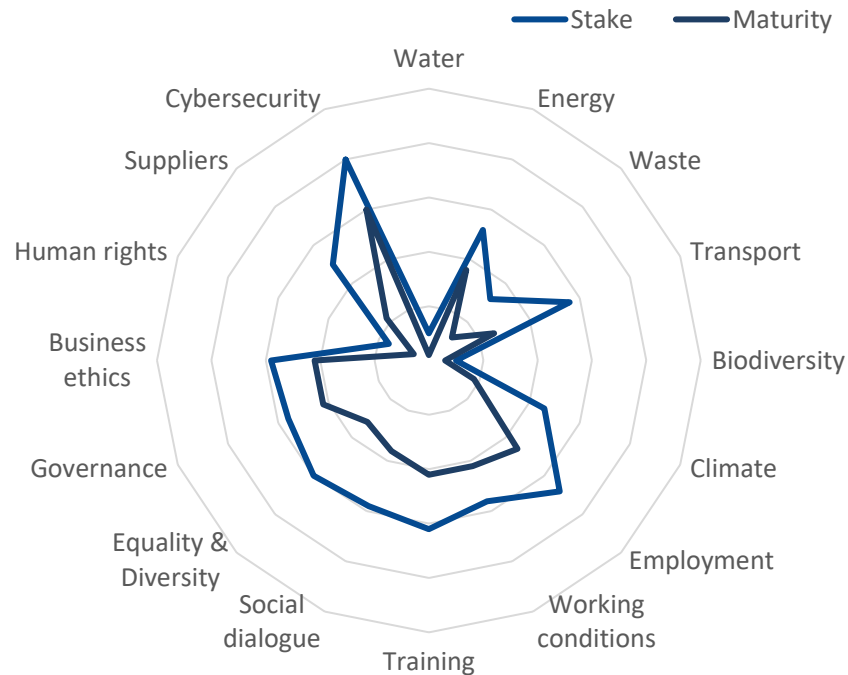 Stake
Maturity
Water
Energy
Waste
Transport
Biodiversity
Climate
Employment
Working
conditions
Training
Social
dialogue
Equality &
Diversity
Governance
Business
ethics
Human rights
Suppliers
Cybersecurity